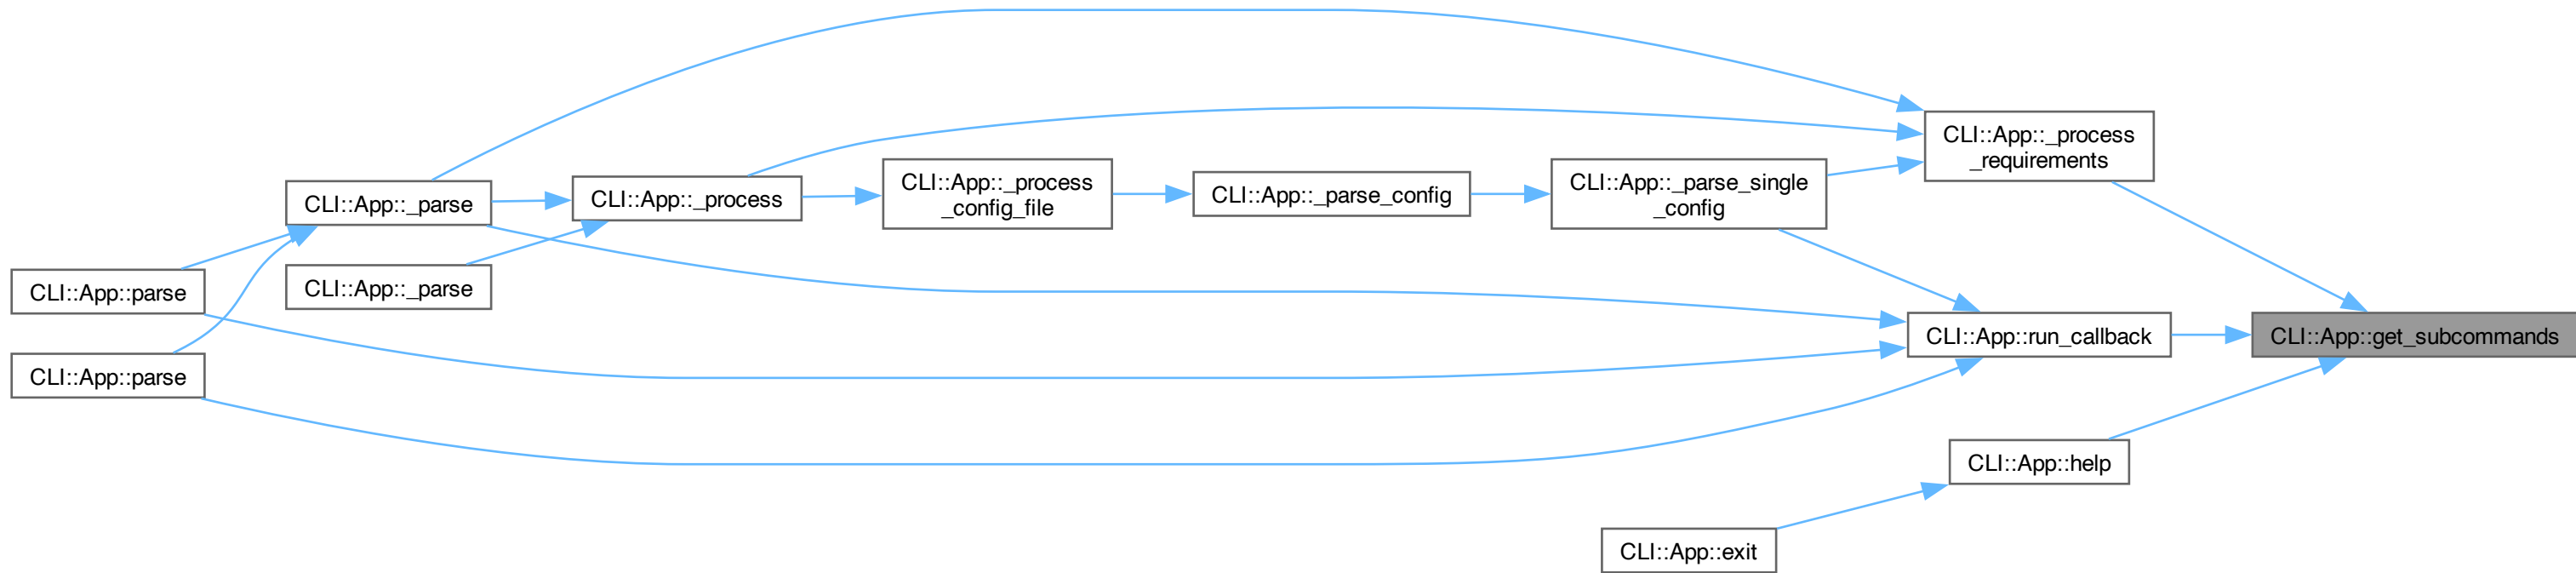 CLI::App::_process
_requirements
CLI::App::_process
_config_file
CLI::App::_parse_single
_config
CLI::App::_parse
CLI::App::_process
CLI::App::_parse_config
CLI::App::parse
CLI::App::_parse
CLI::App::run_callback
CLI::App::get_subcommands
CLI::App::parse
CLI::App::help
CLI::App::exit